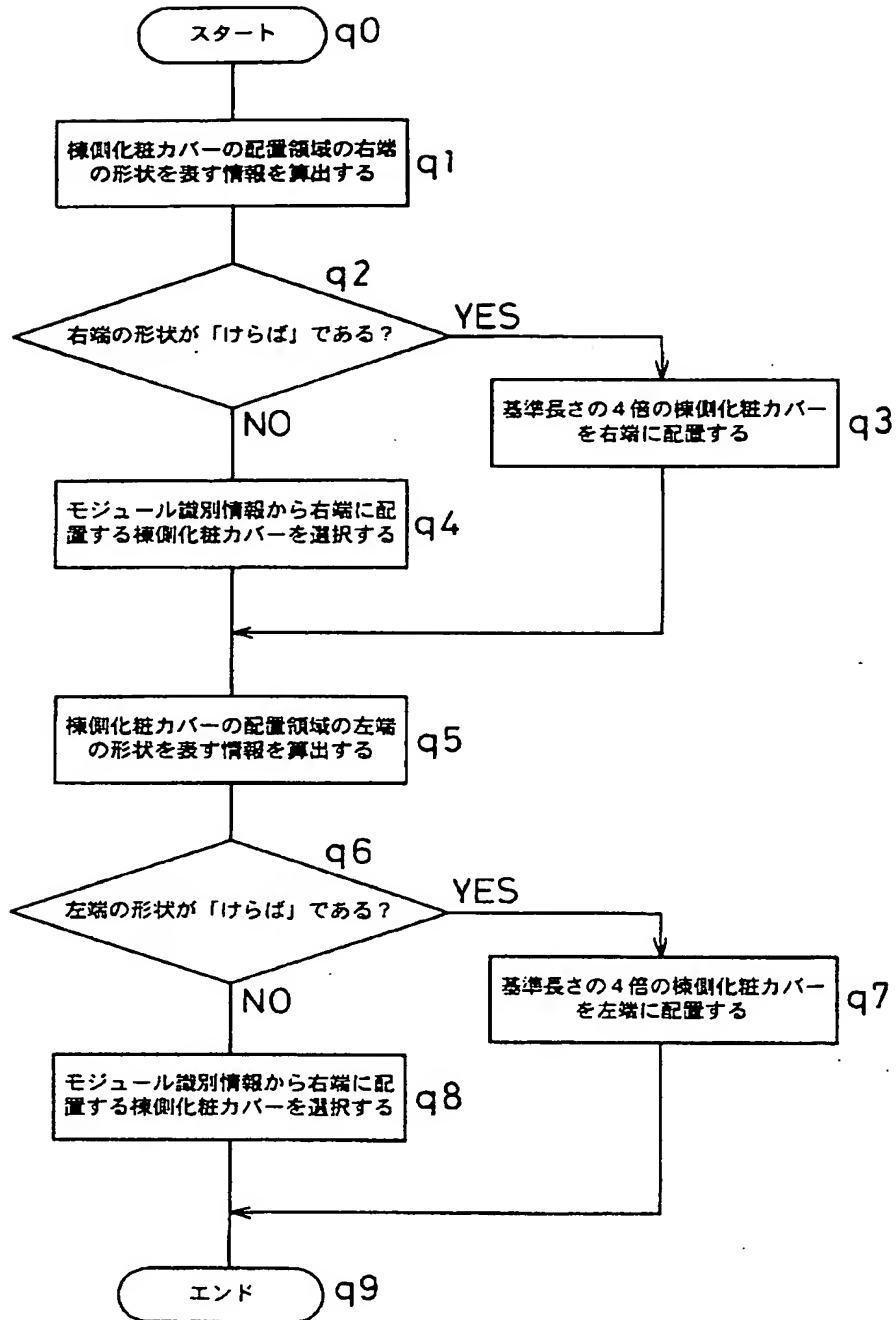 スタート
q0
棟側化粧カバーの配置領域の右端
の形状を表す情報を算出する
q1
q2
右端の形状が「けらば」である?
YES
NO
基準長さの4倍の棟側化粧カバー
を右端に配置する
q3
モジュール識別情報から右端に配
置する棟側化粧カバーを選択する
q4
棟側化粧カバーの配置領域の左端
の形状を表す情報を算出する
q5
q6
左端の形状が「けらば」である?
YES
NO
基準長さの4倍の棟側化粧カバー
を左端に配置する
q7
モジュール識別情報から右端に配
置する棟側化粧カバーを選択する
q8
エンド
q9